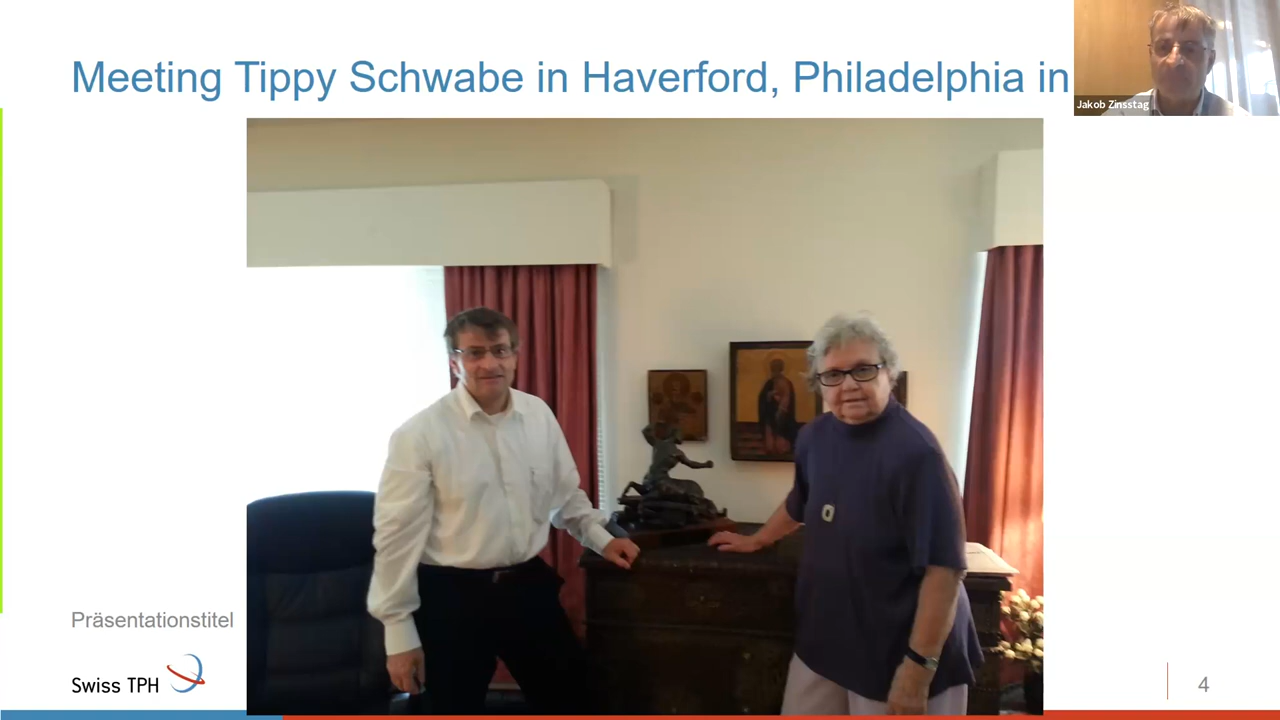 Meeting Tippy Schwabe in Haverford, Philadelphia in
Jakob Zinsstag
Präsentationstitel
Swiss TPH
4